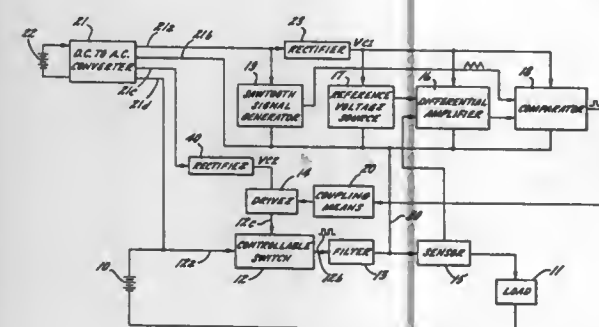 21
21a
21b
23
RECTIFIER
VC1
22
D.C. TO A.C.
CONVERTER
21c
21d
19
SAWTOOTH
SIGNAL
GENERATOR
17
REFERENCE
VOLTAGE
SOURCE
16
DIFFERENTIAL
AMPLIFIER
18
COMPARATOR
40
RECTIFIER
VC2
14
DRIVER
20
COUPLING
MEANS
12c
30
10
12a
CONTROLLABLE
SWITCH
12
12b
FILTER
13
SENSOR
15
11
LOAD